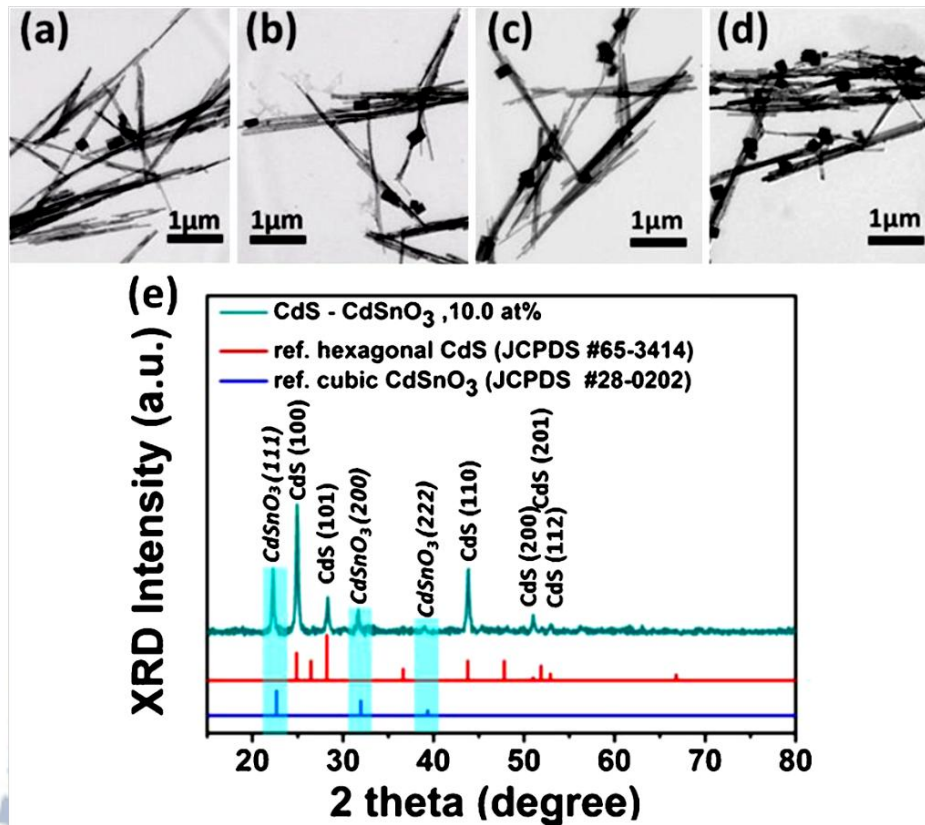 (a)
(b)
(c)
(d)
1μm
1μm
1μm
1μm
(e)
CdS - CdSnO3 ,10.0 at%
ref. hexagonal CdS (JCPDS #65-3414)
ref. cubic CdSnO3 (JCPDS #28-0202)
XRD Intensity (a.u.)
CdSnO3 (111)
CdS (100)
CdS (101)
CdSnO3 (200)
CdSnO3 (222)
CdS (110)
CdS (200)
CdS (201)
CdS (112)
20 30 40 50 60 70 80
2 theta (degree)